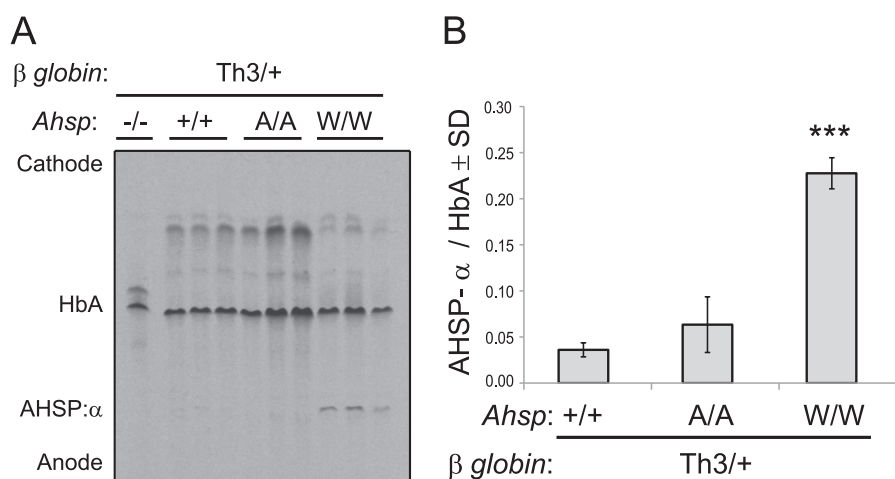 A
β globin: Th3/+
Ahsp: -/- +/+ A/A W/W
Cathode
HbA
AHSP:α
Anode
B
AHSP- α / HbA ± SD
0.30
0.25
0.20
0.15
0.10
0.05
0.00
***
Ahsp: +/+ A/A W/W
β globin: Th3/+